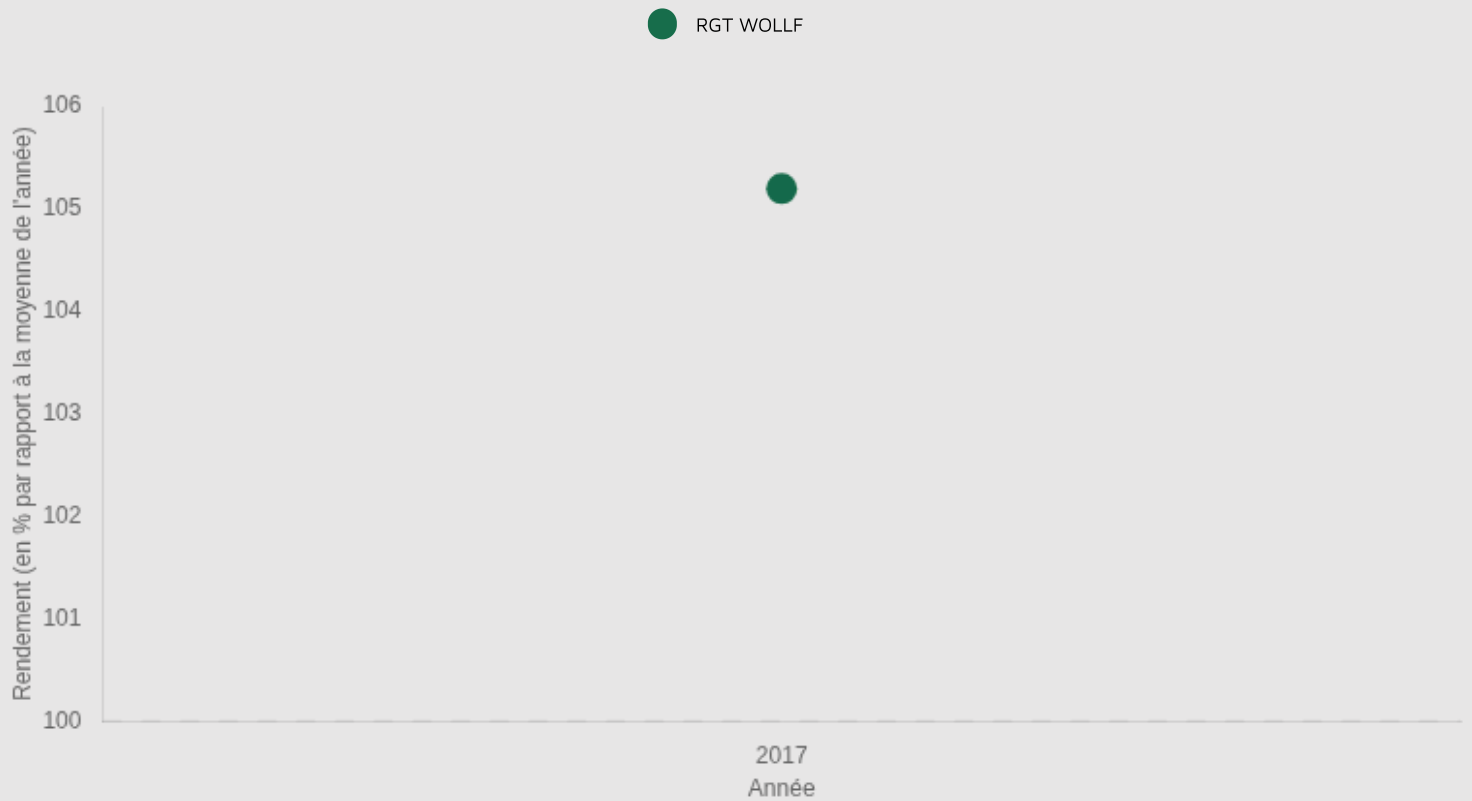 RGT WOLLF
Rendement (en % par rapport à la moyenne de l'année)
106
105
104
103
102
101
100
2017
Année